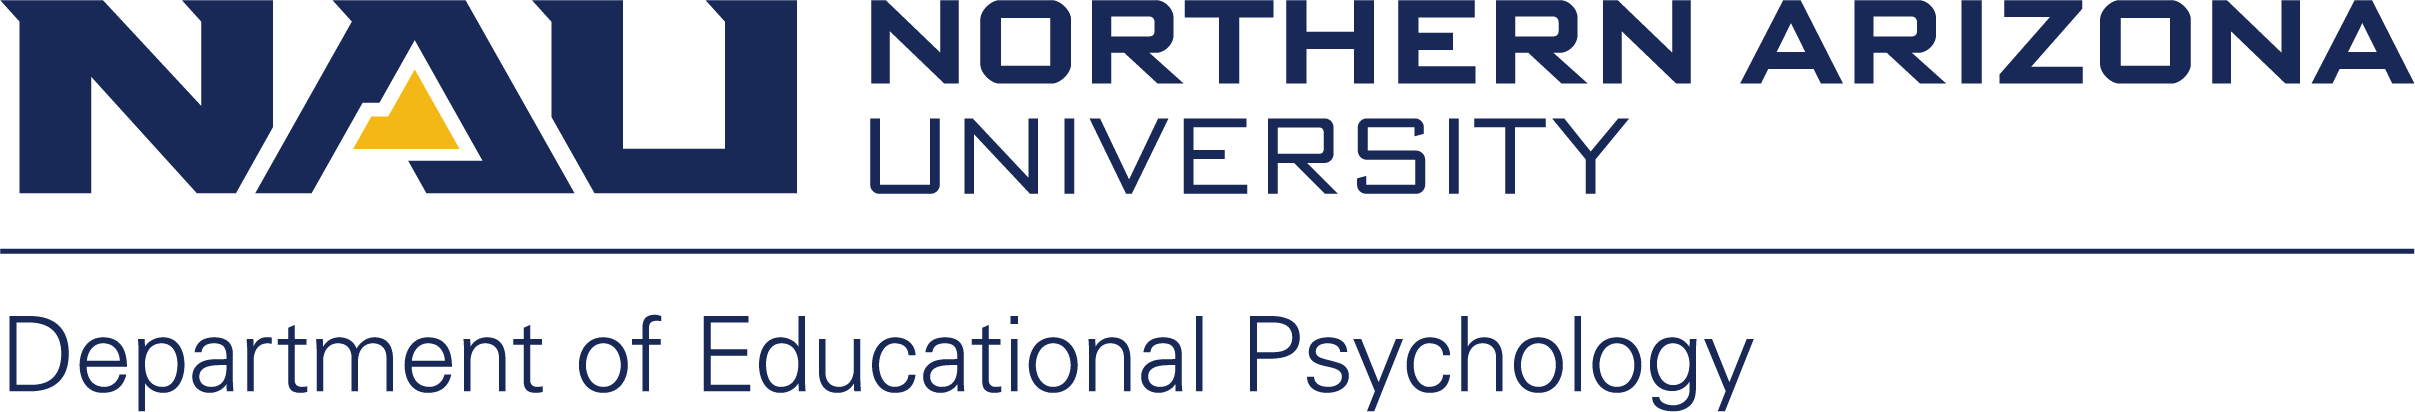 NAU NORTHERN ARIZONA
UNIVERSITY
Department of Educational Psychology